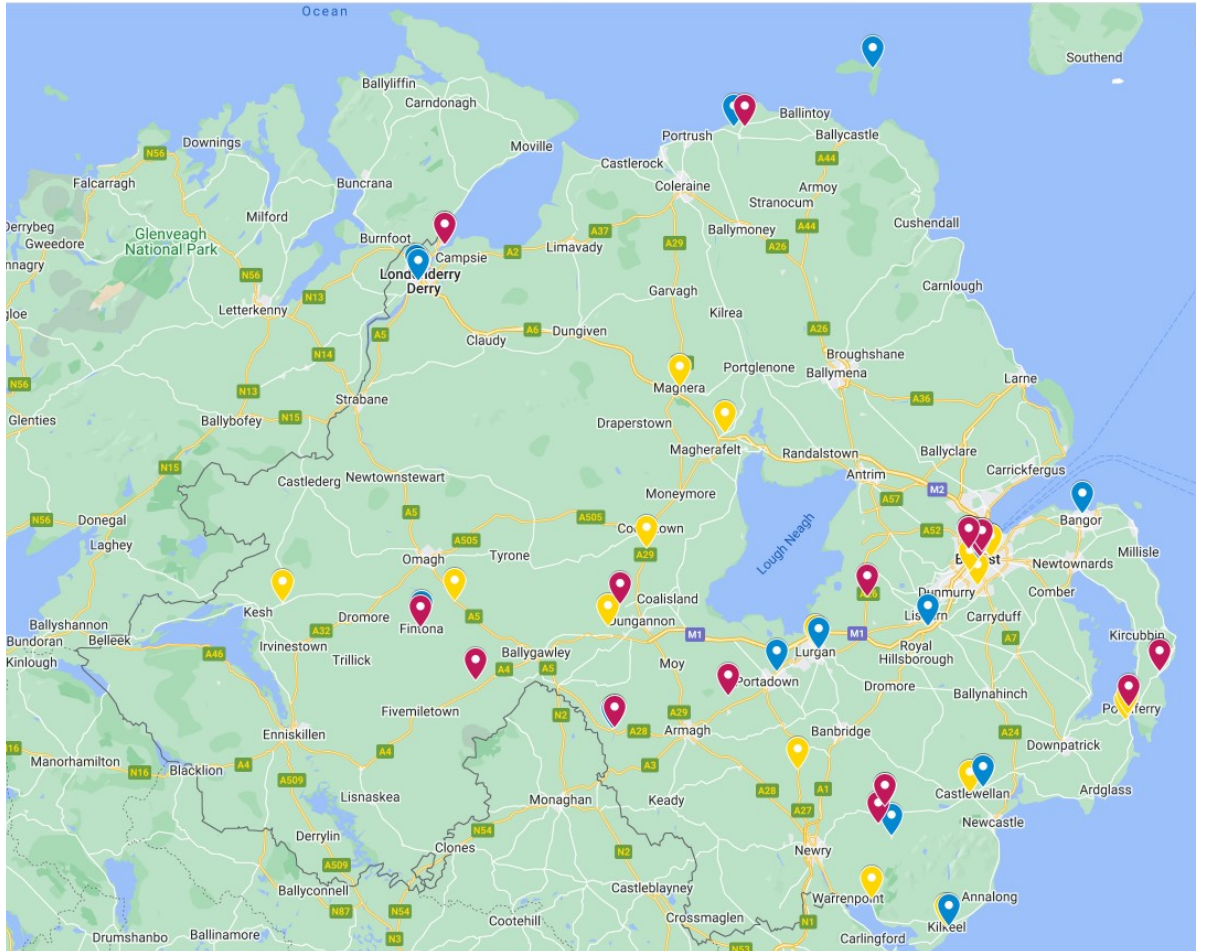 Ocean
Southend
Ballyliffin
Carndonagh
Ballintoy
Portrush
Ballycastle
Downings
Moville
N56
A44
Castlerock
Falcarragh
Buncrana
Coleraine
Armoy
Stranocum
Milford
Derrybeg
Gweedore
Glenveagh
National Park
Burnfoot
A37
A44
Cushendall
A29
Ballymoney
A26
Limavady
Campsie
A2
N56
Londonderry
Derry
Carnlough
N13
Garvagh
Letterkenny
Kilrea
A5
A6
Dungiven
A26
Claudy
N14
Broughshane
Portglenone
Ballymena
N56
Magnera
Larne
N13
Strabane
A36
Glenties
Ballybofey
N15
Draperstown
Magherafelt
Randalstown
Ballyclare
N15
Carrickfergus
Antrim
Castlederg
Newtownstewart
M2
Moneymore
A57
A5
N56
Donegal
A505
Bangor
Lough Neagh
A52
Laghey
A505
Tyrone
A29
Millisle
Omagh
Newtownards
Kesh
Dunmurry
Comber
Dromore
Coalisland
Ballyshannon
A5
Carryduff
Bundoran
Belleek
A32
Fintona
Dungannon
M1
M1
A7
Kircubbin
Irvinestown
Royal
Hillsborough
Kinlough
A46
Trillick
Ballygawley
Lurgan
A4
A5
Moy
Portadown
Dromore
Ballynahinch
Fivemiletown
N2
A29
A28
Armagh
Banbridge
A24
Enniskillen
Downpatrick
N16
Manorhamilton
A4
Blacklion
A4
A3
A509
Lisnaskea
Monaghan
Keady
A28
A1
Castlewellan
Ardglass
A27
Newcastle
Derrylin
N54
Clones
Newry
N2
A509
Ballyconnell
Castleblayney
Warrenpoint
Annalong
N87
N54
Cootehill
Crossmaglen
N1
Kilkeel
Drumshanbo
Ballinamore
N3
N53
Carlingford